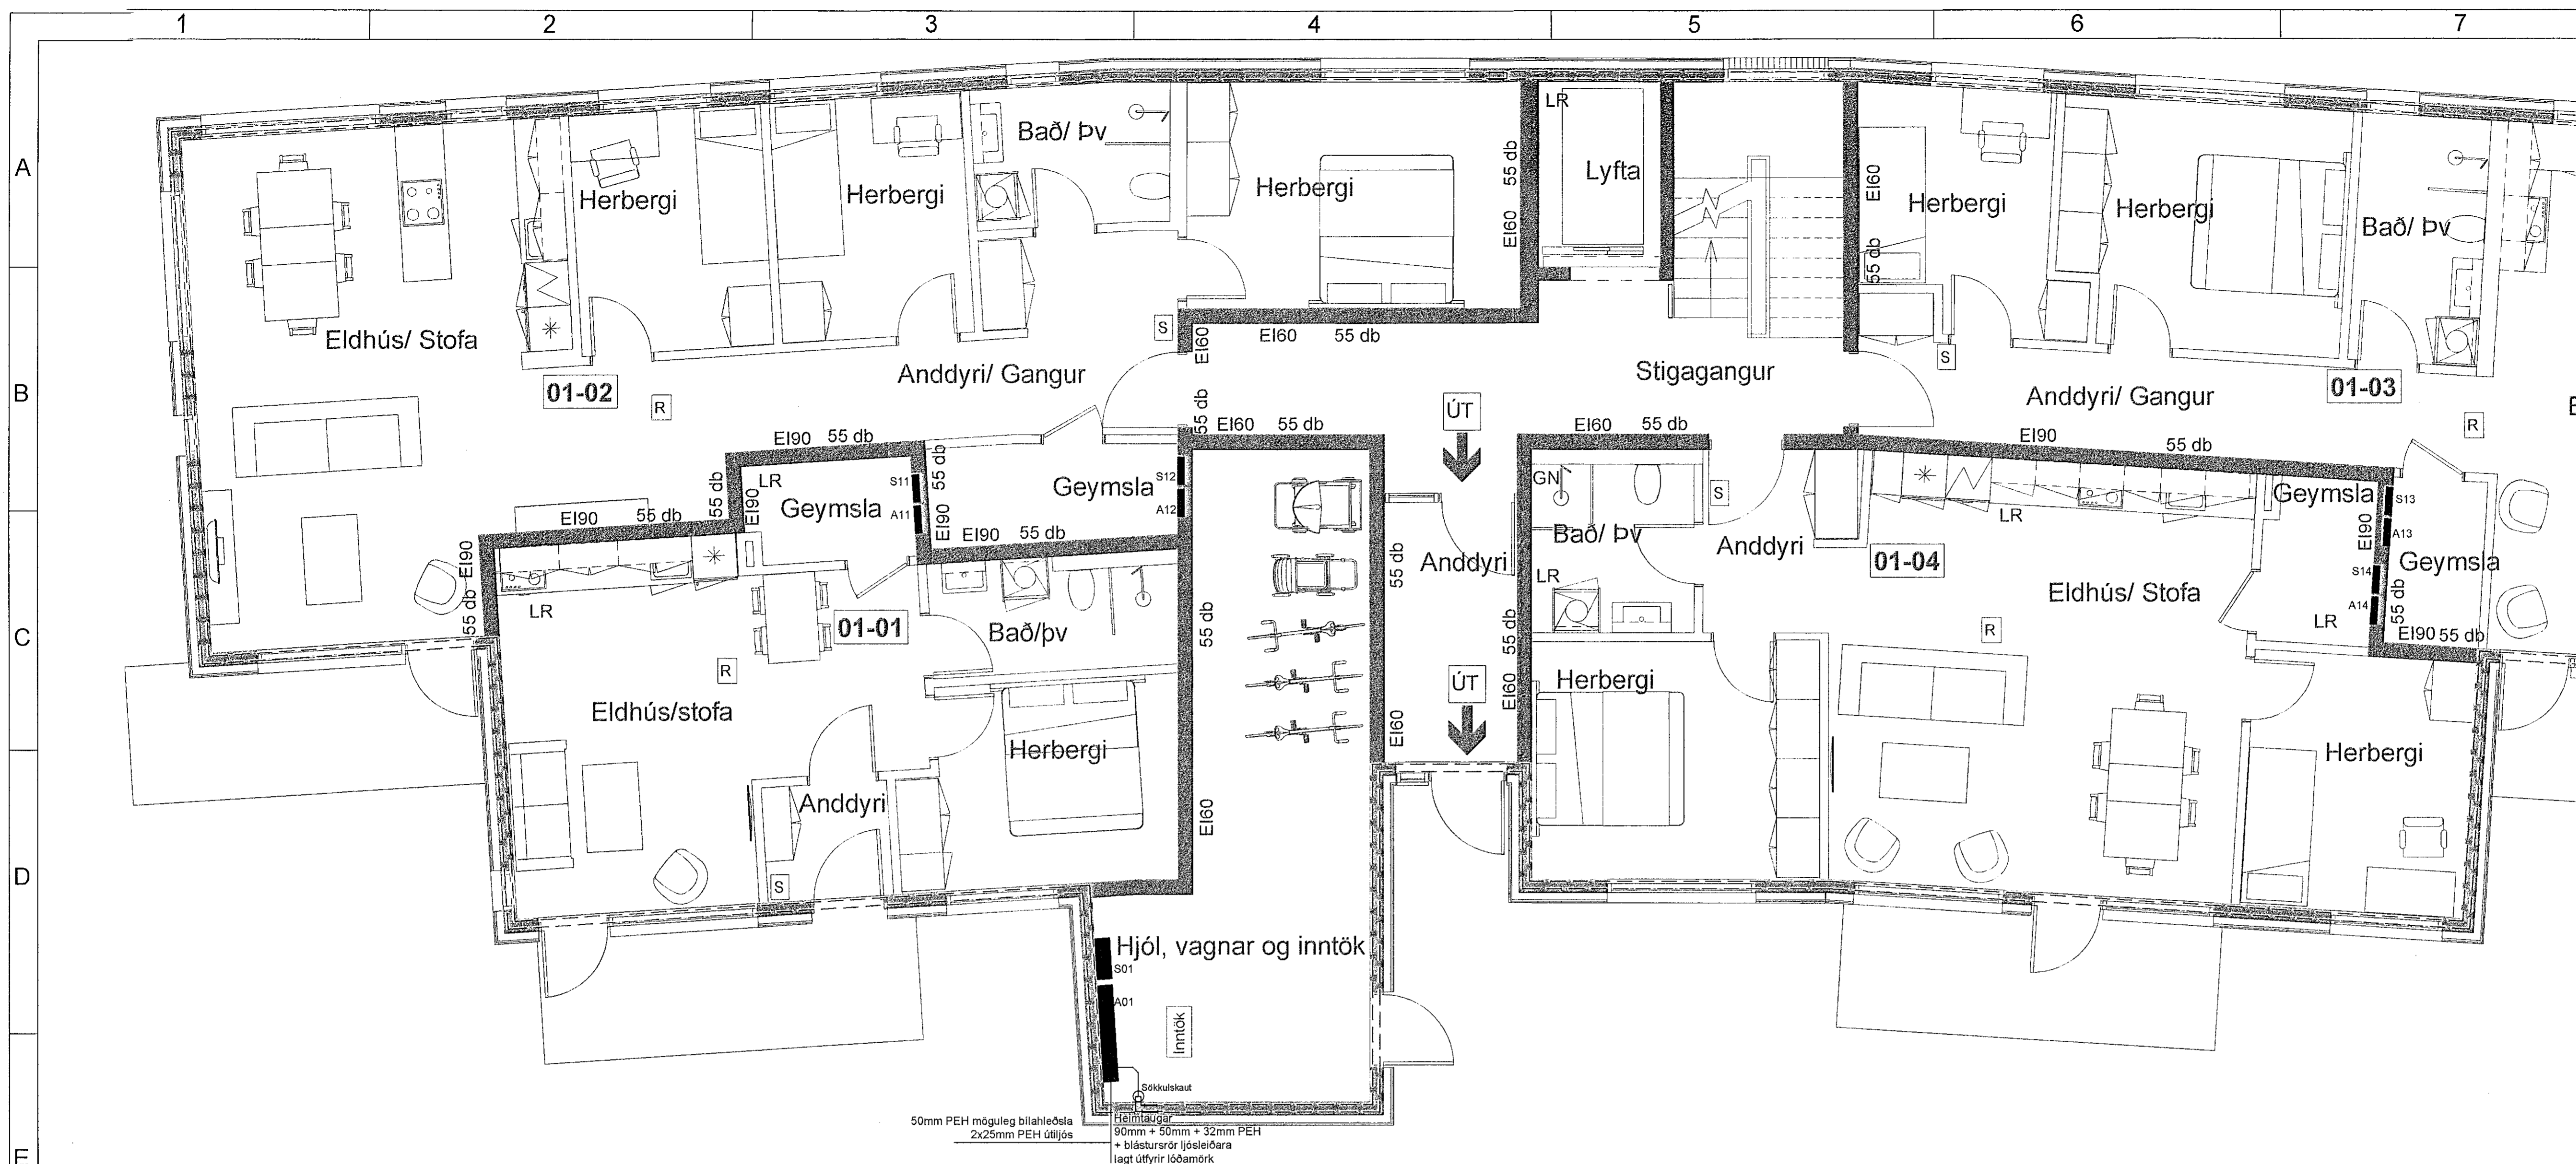 1 2 3 4 5 6 7
A
B
C
D
E
Herbergi
Herbergi
Bað/ Þv
Herbergi
55 db
EI60
LR
Lyfta
EI60
55 db
Herbergi
Herbergi
Bað/ Þv
Eldhús/ Stofa
01-02
R
Anddyri/ Gangur
S
EI60
EI60 55 db
Stigagangur
S
Anddyri/ Gangur
01-03
R
E
55 db
EI60 55 db
ÚT
EI60 55 db
EI90 55 db
EI90 55 db
LR
Geymsla
S11
A11
55 db
EI90
Geymsla
S12
A12
EI90 55 db
55 db
EI90
EI90 55 db
EI90
55 db
LR
01-01
Bað/þv
R
Eldhús/stofa
Herbergi
Anddyri
S
55 db
EI60
55 db
EI60
Anddyri
ÚT
55 db
EI60
GN
Bað/ Þv
LR
S
Anddyri
01-04
LR
Eldhús/ Stofa
R
Geymsla
S13
A13
EI90
Geymsla
S14
A14
55 db
LR
EI90 55 db
Herbergi
Herbergi
Hjól, vagnar og inntök
S01
A01
Inntök
Sökkulskaut
50mm PEH möguleg bílahleðsla
2x25mm PEH útiljós
Heimtaugar
90mm + 50mm + 32mm PEH
+ blástursrör ljósleiðara
lagt útfyrir lóðamörk